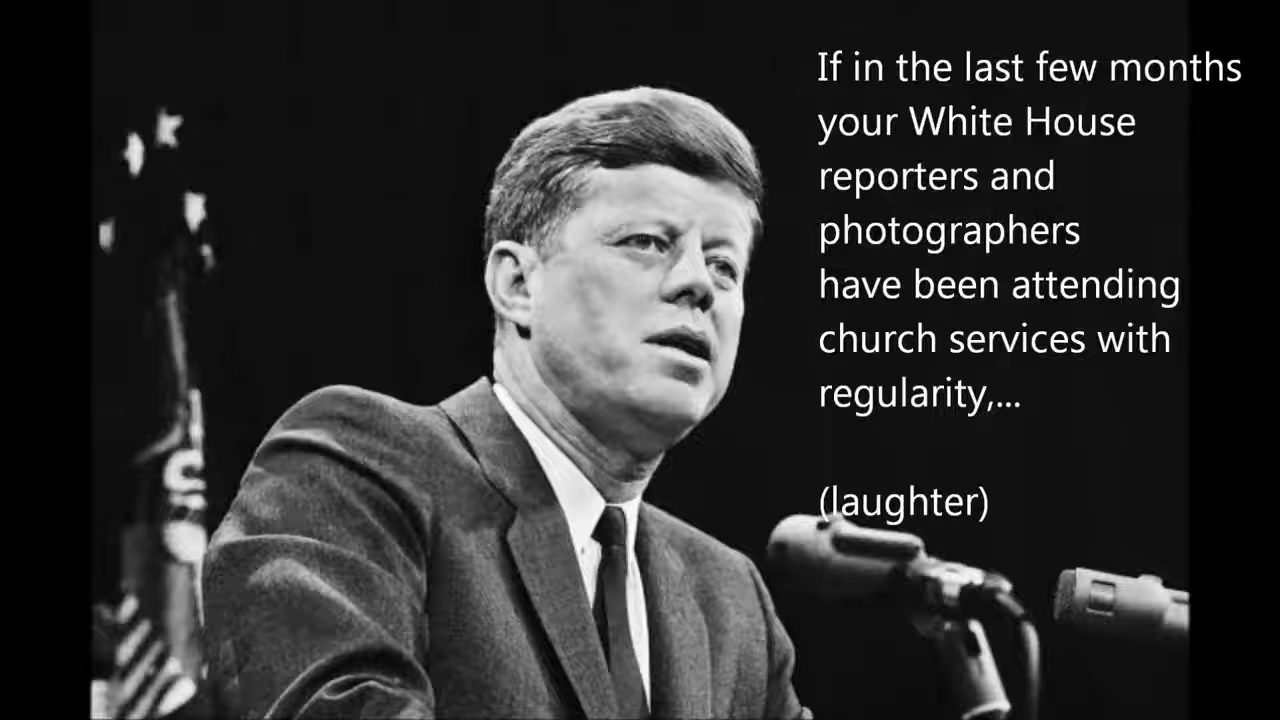 If in the last few months
your White House
reporters and
photographers
have been attending
church services with
regularity,...
(laughter)